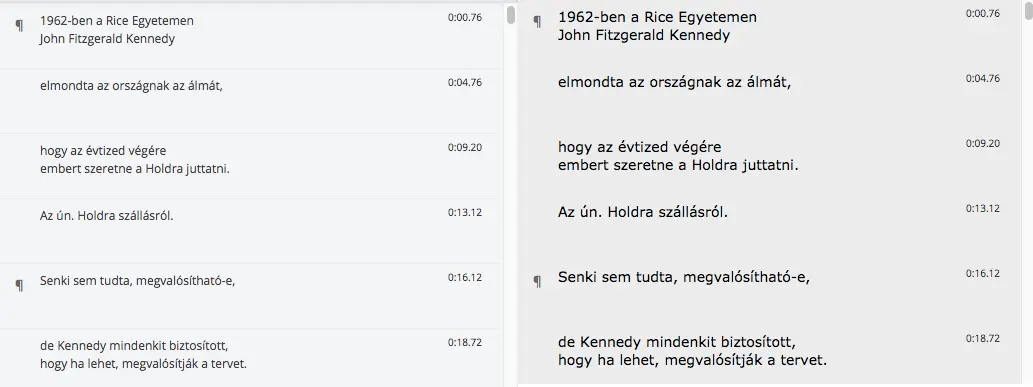 ¶ 1962-ben a Rice Egyetemen 0:00.76
John Fitzgerald Kennedy
elmondta az országnak az álmát, 0:04.76
hogy az évtized végére 0:09.20
embert szeretne a Holdra juttatni.
Az ún. Holdra szállásról. 0:13.12
¶ Senki sem tudta, megvalósítható-e, 0:16.12
de Kennedy mindenkit biztosított, 0:18.72
hogy ha lehet, megvalósítják a tervet.
¶ 1962-ben a Rice Egyetemen 0:00.76
John Fitzgerald Kennedy
elmondta az országnak az álmát, 0:04.76
hogy az évtized végére 0:09.20
embert szeretne a Holdra juttatni.
Az ún. Holdra szállásról. 0:13.12
¶ Senki sem tudta, megvalósítható-e, 0:16.12
de Kennedy mindenkit biztosított, 0:18.72
hogy ha lehet, megvalósítják a tervet.